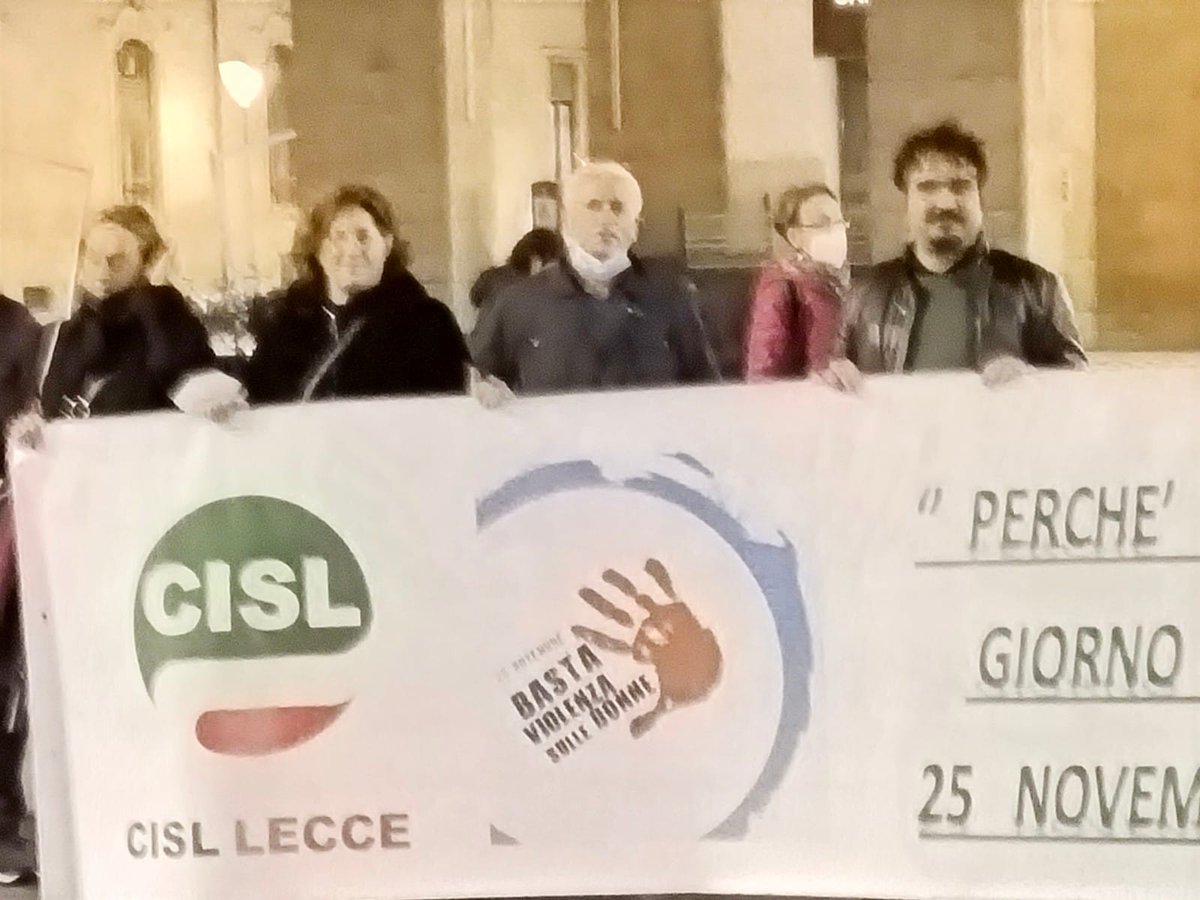 CISL
CISL LECCE
25 NOVEMBRE
BASTA
VIOLENZA
SULLE DONNE
“ PERCHE’
GIORNO
25 NOVEM